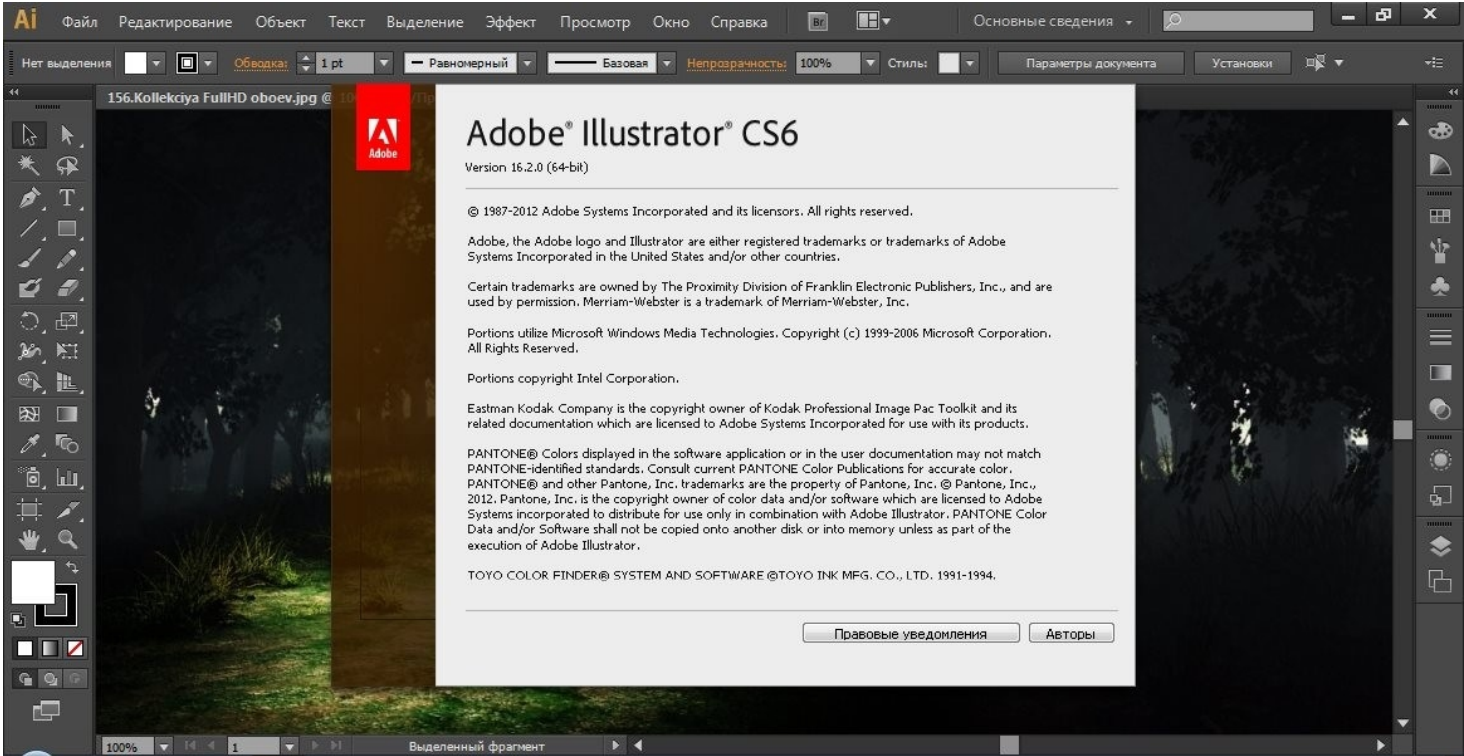 Ai Файл Редактирование Объект Текст Выделение Эффект Просмотр Окно Справка Br Основные сведения
Нет выделения Обводка: 1 pt Равномерный Базовая Непрозрачность: 100% Стиль: Параметры документа Установки
156.Kollekciya FullHD oboev.jpg @
Adobe
Adobe® Illustrator® CS6
Version 16.2.0 (64-bit)
© 1987-2012 Adobe Systems Incorporated and its licensors. All rights reserved.
Adobe, the Adobe logo and Illustrator are either registered trademarks or trademarks of Adobe
Systems Incorporated in the United States and/or other countries.
Certain trademarks are owned by The Proximity Division of Franklin Electronic Publishers, Inc., and are
used by permission. Merriam-Webster is a trademark of Merriam-Webster, Inc.
Portions utilize Microsoft Windows Media Technologies. Copyright (c) 1999-2006 Microsoft Corporation.
All Rights Reserved.
Portions copyright Intel Corporation.
Eastman Kodak Company is the copyright owner of Kodak Professional Image Pac Toolkit and its
related documentation which are licensed to Adobe Systems Incorporated for use with its products.
PANTONE® Colors displayed in the software application or in the user documentation may not match
PANTONE-identified standards. Consult current PANTONE Color Publications for accurate color.
PANTONE® and other Pantone, Inc. trademarks are the property of Pantone, Inc. © Pantone, Inc.,
2012. Pantone, Inc. is the copyright owner of color data and/or software which are licensed to Adobe
Systems incorporated to distribute for use only in combination with Adobe Illustrator. PANTONE Color
Data and/or Software shall not be copied onto another disk or into memory unless as part of the
execution of Adobe Illustrator.
TOYO COLOR FINDER® SYSTEM AND SOFTWARE ©TOYO INK MFG. CO., LTD. 1991-1994.
Правовые уведомления Авторы
100% 1 Выделенный фрагмент